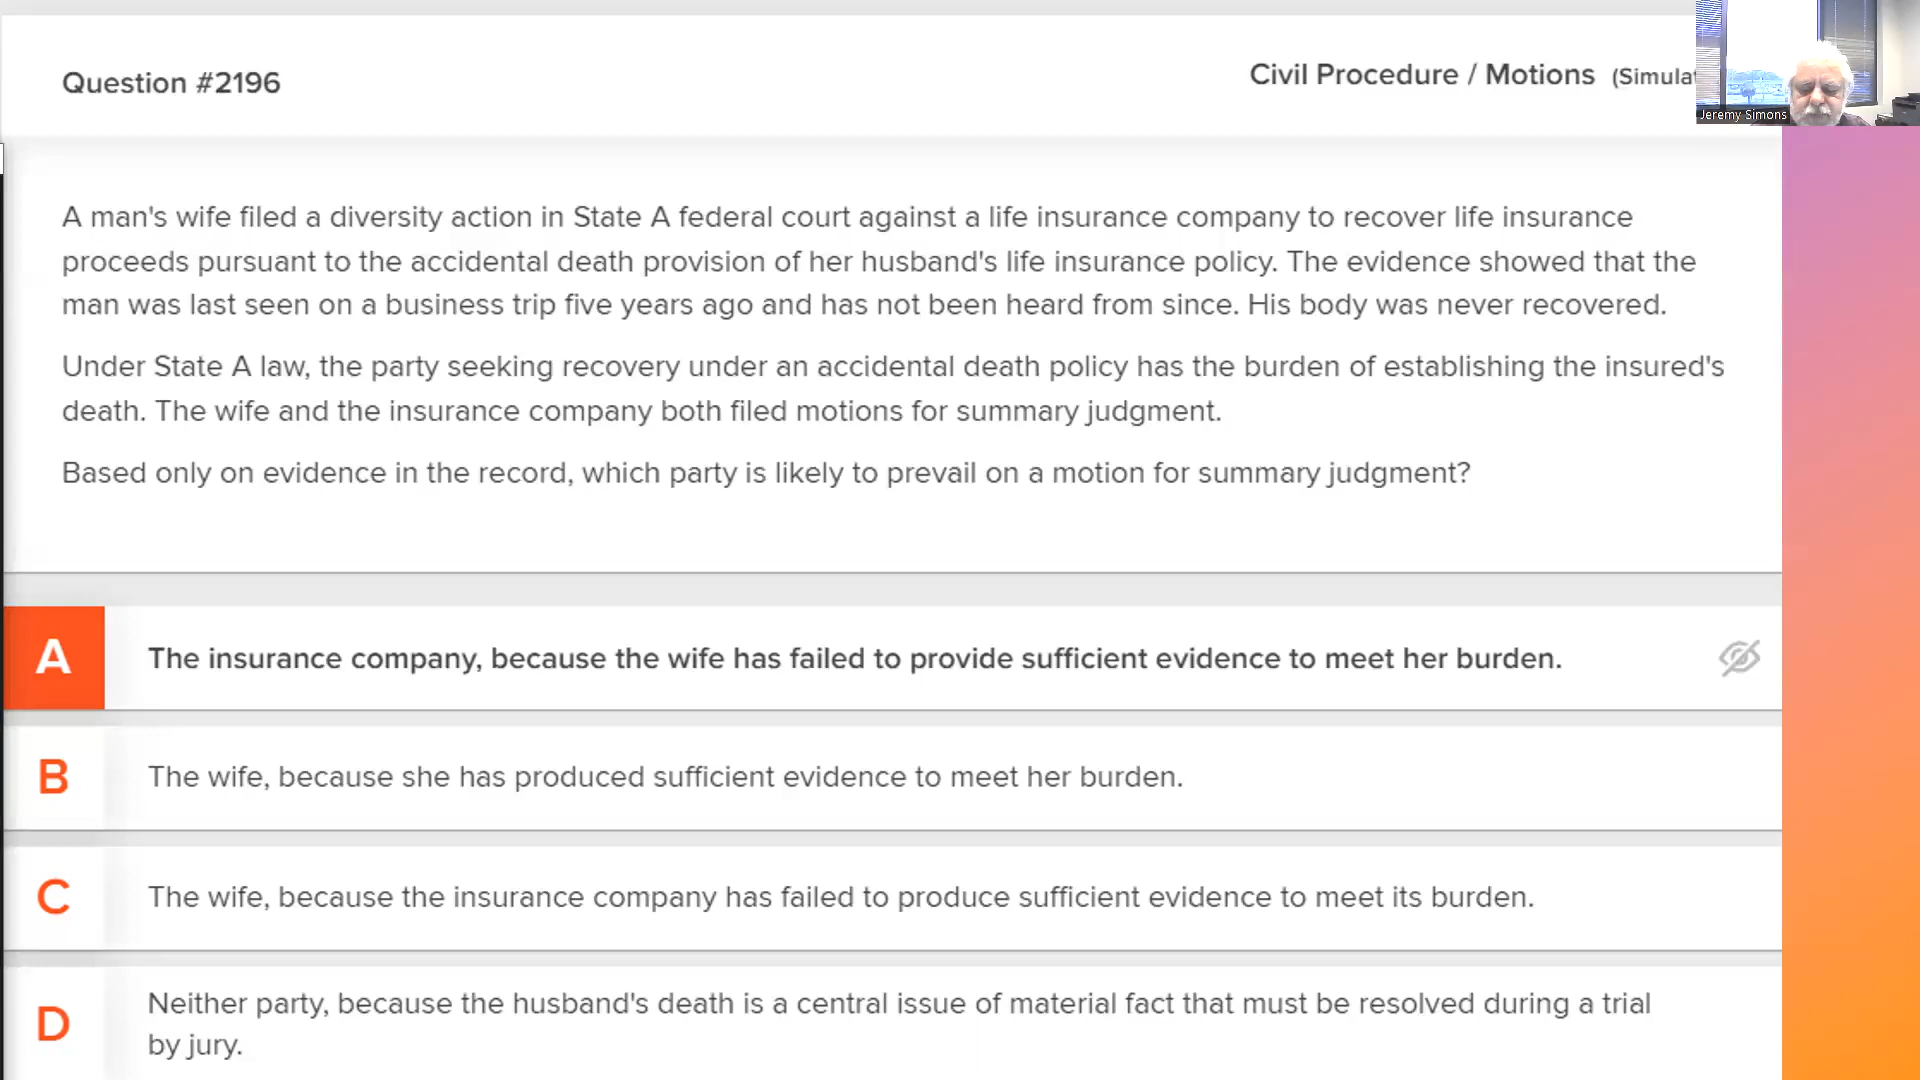 Question #2196
Civil Procedure / Motions (Simula
Jeremy Simons
A man's wife filed a diversity action in State A federal court against a life insurance company to recover life insurance
proceeds pursuant to the accidental death provision of her husband's life insurance policy. The evidence showed that the
man was last seen on a business trip five years ago and has not been heard from since. His body was never recovered.
Under State A law, the party seeking recovery under an accidental death policy has the burden of establishing the insured's
death. The wife and the insurance company both filed motions for summary judgment.
Based only on evidence in the record, which party is likely to prevail on a motion for summary judgment?
A The insurance company, because the wife has failed to provide sufficient evidence to meet her burden.
B The wife, because she has produced sufficient evidence to meet her burden.
C The wife, because the insurance company has failed to produce sufficient evidence to meet its burden.
D Neither party, because the husband's death is a central issue of material fact that must be resolved during a trial
by jury.